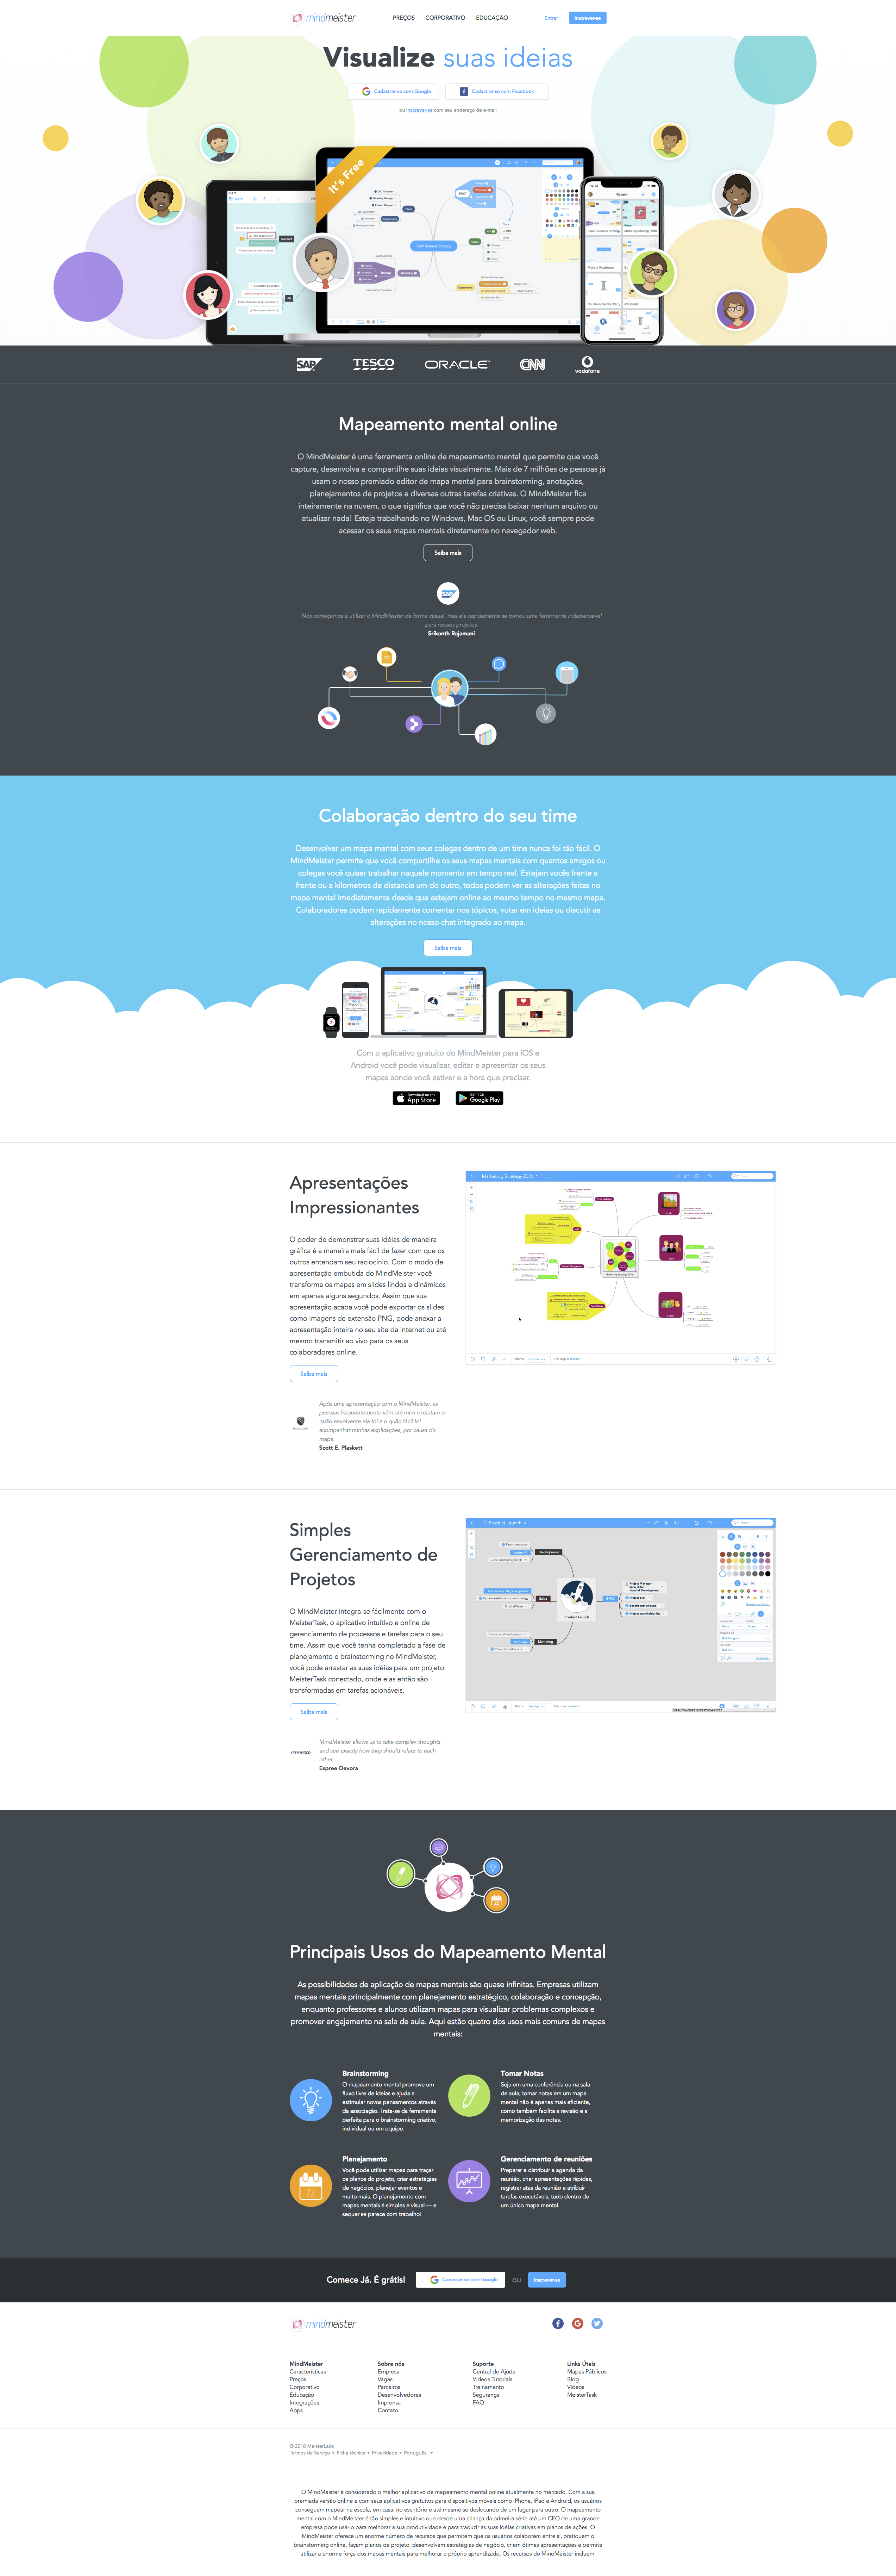 mindmeister
PREÇOS CORPORATIVO EDUCAÇÃO
Entrar Inscrever-se
Visualize suas ideias
Cadastrar-se com Google
Cadastrar-se com Facebook
ou inscrever-se com seu endereço de e-mail
It's Free
SAP TESCO ORACLE CNN vodafone
Mapeamento mental online
O MindMeister é uma ferramenta online de mapeamento mental que permite que você
capture, desenvolva e compartilhe suas ideias visualmente. Mais de 7 milhões de pessoas já
usam o nosso premiado editor de mapa mental para brainstorming, anotações,
planejamentos de projetos e diversas outras tarefas criativas. O MindMeister fica
inteiramente na nuvem, o que significa que você não precisa baixar nenhum arquivo ou
atualizar nada! Esteja trabalhando no Windows, Mac OS ou Linux, você sempre pode
acessar os seus mapas mentais diretamente no navegador web.
Saiba mais
SAP
Nós começamos a utilizar o MindMeister de forma casual, mas ele rapidamente se tornou uma ferramenta indispensável
para nossos projetos.
Srikanth Rajamani
Colaboração dentro do seu time
Desenvolver um mapa mental com seus colegas dentro de um time nunca foi tão fácil. O
MindMeister permite que você compartilhe os seus mapas mentais com quantos amigos ou
colegas você quiser trabalhar naquele momento em tempo real. Estejam vocês frente a
frente ou a kilometros de distancia um do outro, todos podem ver as alterações feitas no
mapa mental imediatamente desde que estejam online ao mesmo tempo no mesmo mapa.
Colaboradores podem rapidamente comentar nos tópicos, votar em ideias ou discutir as
alterações no nosso chat integrado ao mapa.
Saiba mais
Com o aplicativo gratuito do MindMeister para iOS e
Android você pode visualizar, editar e apresentar os seus
mapas aonde você estiver e a hora que precisar.
Download on the App Store
GET IT ON Google Play
Apresentações
Impressionantes
O poder de demonstrar suas idéias de maneira
gráfica é a maneira mais fácil de fazer com que os
outros entendam seu raciocínio. Com o modo de
apresentação embutida do MindMeister você
transforma os mapas em slides lindos e dinâmicos
em apenas alguns segundos. Assim que sua
apresentação acaba você pode exportar os slides
como imagens de extensão PNG, pode anexar a
apresentação inteira no seu site da internet ou até
mesmo transmitir ao vivo para os seus
colaboradores online.
Saiba mais
Após uma apresentação com o MindMeister, as
pessoas frequentemente vêm até mim e relatam o
quão envolvente ela foi e o quão fácil foi
acompanhar minhas explicações, por causa do
mapa.
Scott E. Plaskett
Marketing Strategy, 2016
Simples
Gerenciamento de
Projetos
O MindMeister integra-se fácilmente com o
MeisterTask, o aplicativo intuitivo e online de
gerenciamento de processos e tarefas para o seu
time. Assim que você tenha completado a fase de
planejamento e brainstorming no MindMeister,
você pode arrastar as suas idéias para um projeto
MeisterTask conectado, onde elas então são
transformadas em tarefas acionáveis.
Saiba mais
MindMeister allows us to take complex thoughts
and see exactly how they should relate to each
other.
Espree Devora
Product Launch
Development
Sales
Marketing
Product Launch
Project plan
Benefit-cost analysis
Project stakeholder list
Principais Usos do Mapeamento Mental
As possibilidades de aplicação de mapas mentais são quase infinitas. Empresas utilizam
mapas mentais principalmente com planejamento estratégico, colaboração e concepção,
enquanto professores e alunos utilizam mapas para visualizar problemas complexos e
promover engajamento na sala de aula. Aqui estão quatro dos usos mais comuns de mapas
mentais:
Brainstorming
O mapeamento mental promove um
fluxo livre de ideias e ajuda a
estimular novos pensamentos através
da associação. Trata-se da ferramenta
perfeita para o brainstorming criativo,
individual ou em equipe.
Tomar Notas
Seja em uma conferência ou na sala
de aula, tomar notas em um mapa
mental não é apenas mais eficiente,
como também facilita a revisão e a
memorização das notas.
Planejamento
Você pode utilizar mapas para traçar
os planos do projeto, criar estratégias
de negócios, planejar eventos e
muito mais. O planejamento com
mapas mentais é simples e visual — e
sequer se parece com trabalho!
Gerenciamento de reuniões
Preparar e distribuir a agenda da
reunião, criar apresentações rápidas,
registrar atas da reunião e atribuir
tarefas executáveis, tudo dentro de
um único mapa mental.
Comece Já. É grátis!
Conectar-se com Google
ou
Inscrever-se
mindmeister
MindMeister
Características
Preços
Corporativo
Educação
Integrações
Apps
Sobre nós
Empresa
Vagas
Parceiros
Desenvolvedores
Imprensa
Contato
Suporte
Central de Ajuda
Vídeos Tutoriais
Treinamento
Segurança
FAQ
Links Úteis
Mapas Públicos
Blog
Vídeos
MeisterTask
© 2018 MeisterLabs
Termos de Serviço • Ficha técnica • Privacidade • Português
O MindMeister é considerado o melhor aplicativo de mapeamento mental online atualmente no mercado. Com a sua
premiada versão online e com seus aplicativos gratuitos para dispositivos móveis como iPhone, iPad e Android, os usuários
conseguem mapear na escola, em casa, no escritório e até mesmo se deslocando de um lugar para outro. O mapeamento
mental com o MindMeister é tão simples e intuitivo que desde uma criança da primeira série até um CEO de uma grande
empresa pode usá-lo para melhorar a sua produtividade e para traduzir as suas idéias criativas em planos de ações. O
MindMeister oferece um enorme número de recursos que permitem que os usuários colaborem entre sí, pratiquem o
brainstorming online, façam planos de projeto, desenvolvam estratégias de negócio, criem ótimas apresentações e permite
utilizar a enorme força dos mapas mentais para melhorar o próprio aprendizado. Os recursos do MindMeister incluem: